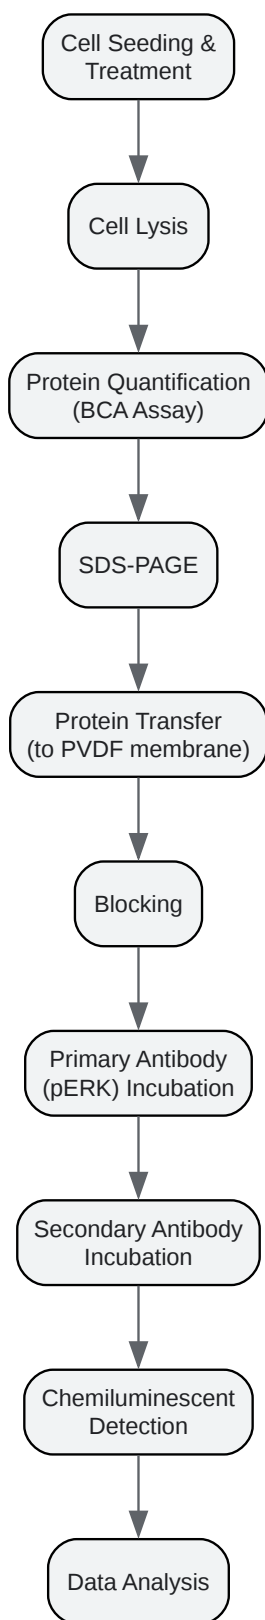 Cell Seeding &
Treatment
Cell Lysis
Protein Quantification
(BCA Assay)
SDS-PAGE
Protein Transfer
(to PVDF membrane)
Blocking
Primary Antibody
(pERK) Incubation
Secondary Antibody
Incubation
Chemiluminescent
Detection
Data Analysis